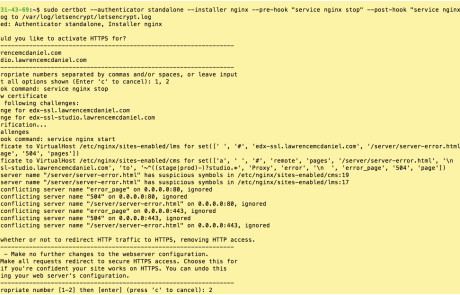 31-43-69:~$ sudo certbot --authenticator standalone --installer nginx --pre-hook "service nginx stop" --post-hook "service nginx
og to /var/log/letsencrypt/letsencrypt.log
ed: Authenticator standalone, Installer nginx
uld you like to activate HTTPS for?
-------------------------------------------------------------------------------
rencemcdaniel.com
dio.lawrencemcdaniel.com
-------------------------------------------------------------------------------
ropriate numbers separated by commas and/or spaces, or leave input
t all options shown (Enter 'c' to cancel): 1, 2
ook command: service nginx stop
w certificate
following challenges:
nge for edx-ssl.lawrencemcdaniel.com
nge for edx-ssl-studio.lawrencemcdaniel.com
rification...
allenges
ook command: service nginx start
ficate to VirtualHost /etc/nginx/sites-enabled/lms for set([' ', '#', 'edx-ssl.lawrencemcdaniel.com', '/server/server-error.html
age', '504', 'pages'])
ficate to VirtualHost /etc/nginx/sites-enabled/cms for set(['a', ' ', '#', 'remote', 'pages', '/server/server-error.html', '\n
sl-studio.lawrencemcdaniel.com', 'to', '~^((stage|prod)-)?studio.*', 'Proxy', 'error', '\n ', 'error_page', '504', 'page'])
server name "/server/server-error.html" has suspicious symbols in /etc/nginx/sites-enabled/cms:19
server name "/server/server-error.html" has suspicious symbols in /etc/nginx/sites-enabled/lms:17
conflicting server name "error_page" on 0.0.0.0:80, ignored
conflicting server name "504" on 0.0.0.0:80, ignored
conflicting server name "/server/server-error.html" on 0.0.0.0:80, ignored
conflicting server name "error_page" on 0.0.0.0:443, ignored
conflicting server name "504" on 0.0.0.0:443, ignored
conflicting server name "/server/server-error.html" on 0.0.0.0:443, ignored
whether or not to redirect HTTP traffic to HTTPS, removing HTTP access.
-------------------------------------------------------------------------------
- Make no further changes to the webserver configuration.
Make all requests redirect to secure HTTPS access. Choose this for
if you're confident your site works on HTTPS. You can undo this
ing your web server's configuration.
-------------------------------------------------------------------------------
ropriate number [1-2] then [enter] (press 'c' to cancel): 2